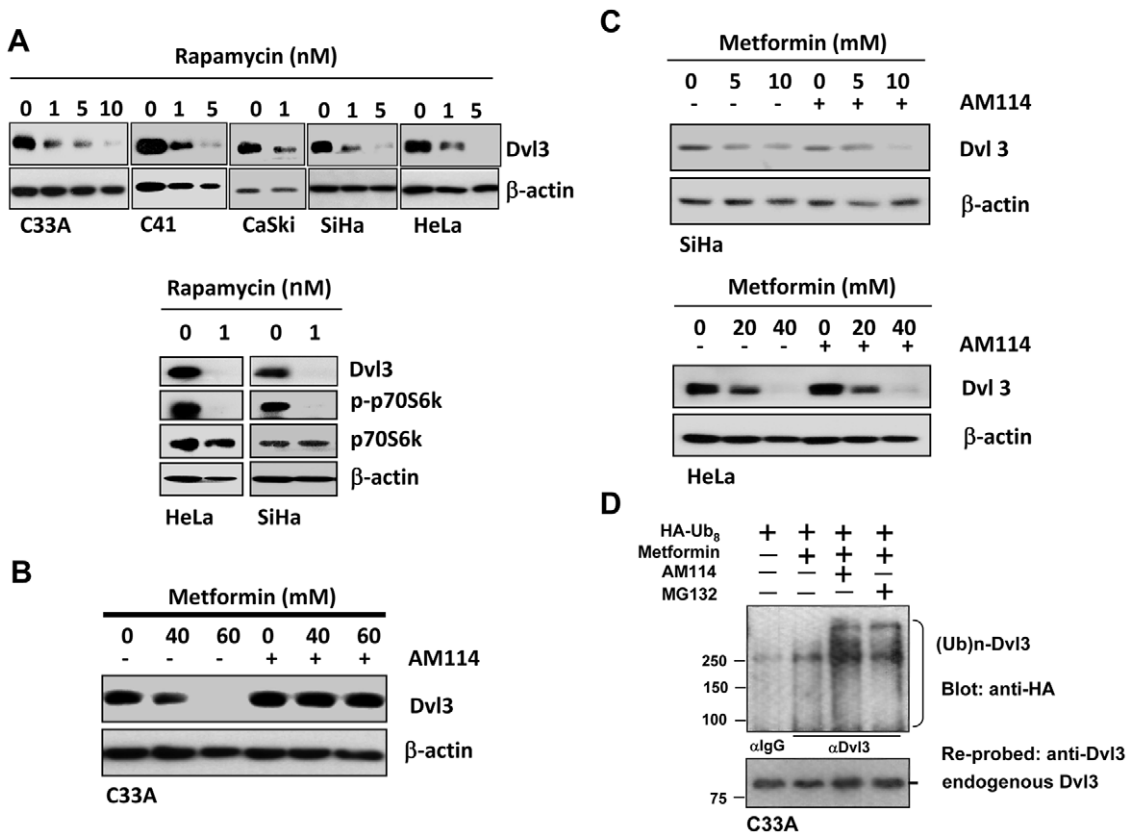 A
Rapamycin (nM)
0 1 5 10 0 1 5 0 1 0 1 5 0 1 5
Dvl3
β-actin
C33A C41 CaSki SiHa HeLa
Rapamycin (nM)
0 1 0 1
Dvl3
p-p70S6k
p70S6k
β-actin
HeLa SiHa
B
Metformin (mM)
0 40 60 0 40 60
- - - + + + AM114
Dvl3
β-actin
C33A
C
Metformin (mM)
0 5 10 0 5 10
- - - + + + AM114
Dvl 3
β-actin
SiHa
Metformin (mM)
0 20 40 0 20 40
- - - + + + AM114
Dvl 3
β-actin
HeLa
D
HA-Ub8 + + + +
Metformin — + + +
AM114 — — + —
MG132 — — — +
250
150
100
(Ub)n-Dvl3
Blot: anti-HA
αIgG αDvl3
Re-probed: anti-Dvl3
endogenous Dvl3
75
C33A